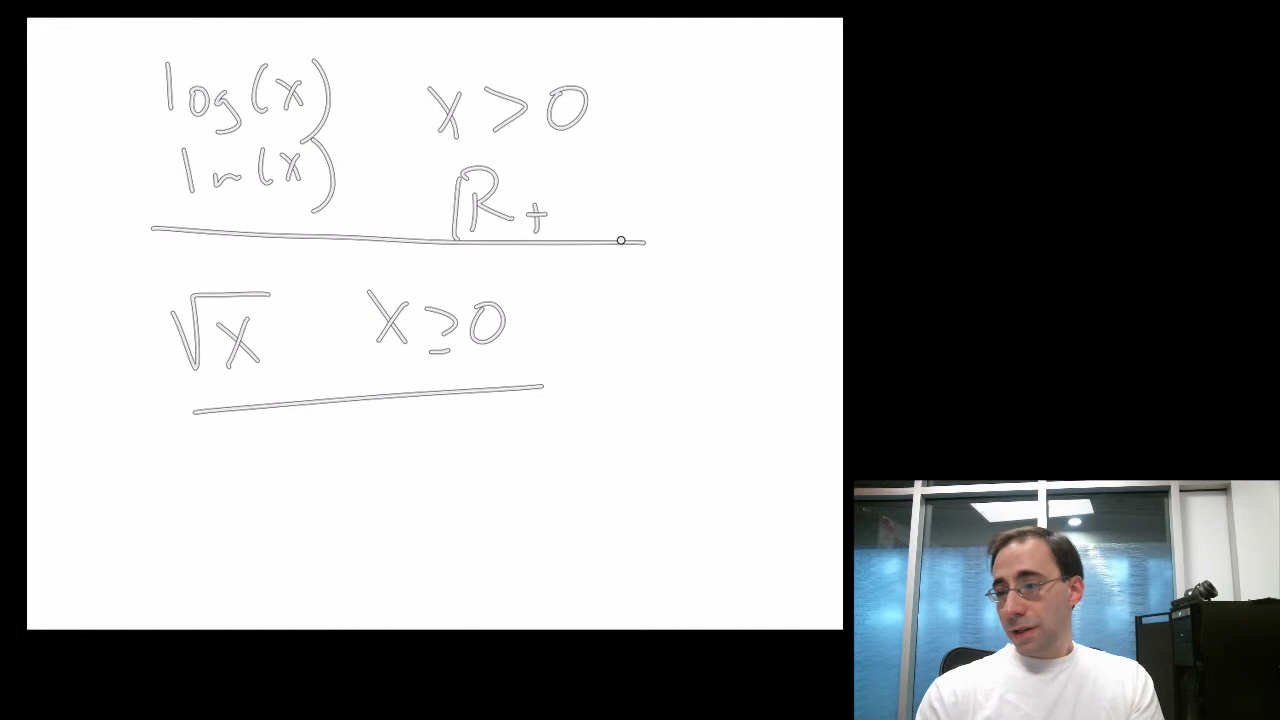 log(x) x > 0
ln(x) ℝ+
√x x ≥ 0